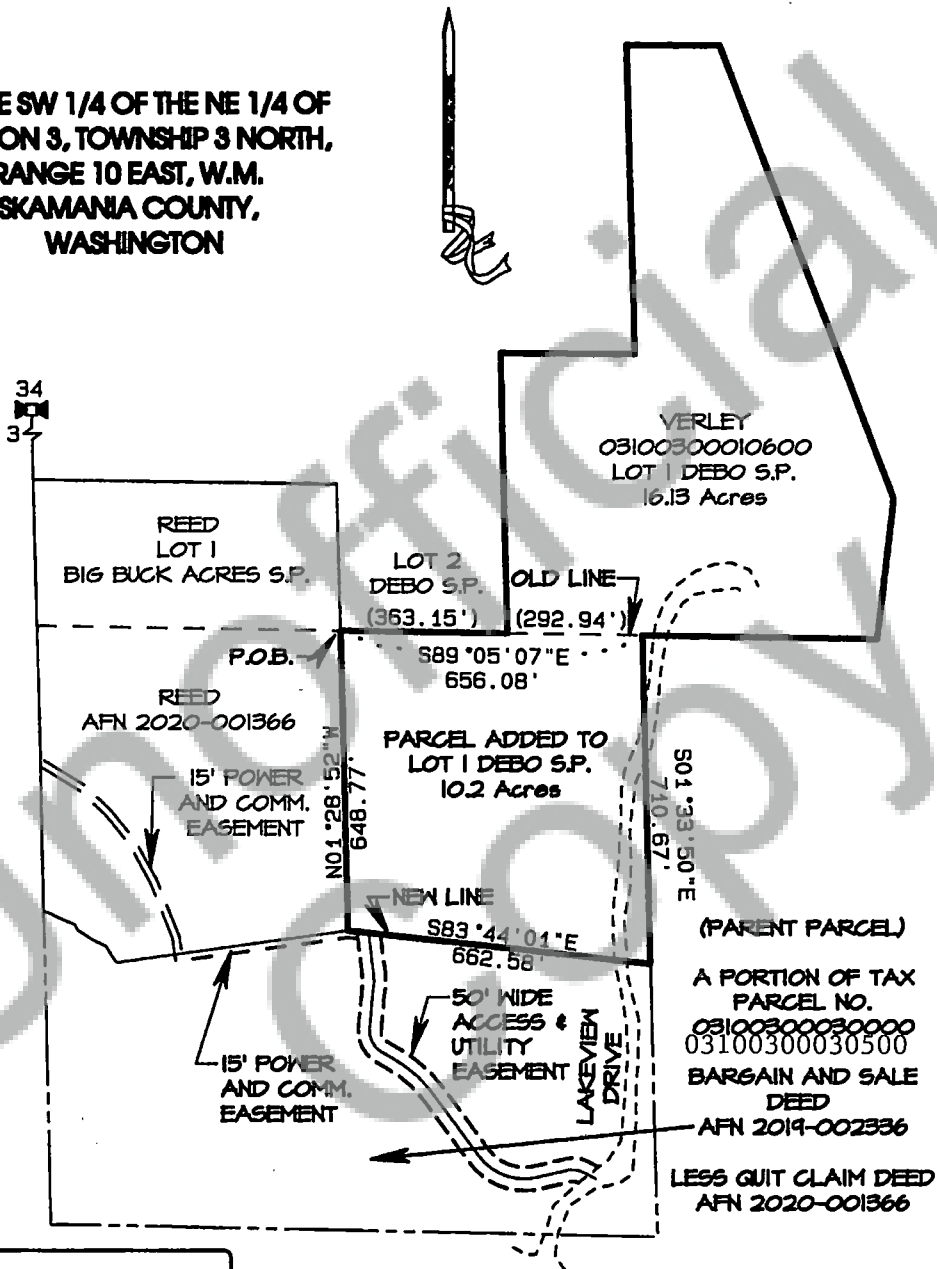 E SW 1/4 OF THE NE 1/4 OF
ON 3, TOWNSHIP 3 NORTH,
RANGE 10 EAST, W.M.
SKAMANIA COUNTY,
WASHINGTON
34
3
VERLEY
03100300010600
LOT 1 DEBO S.P.
16.13 Acres
REED
LOT 1
BIG BUCK ACRES S.P.
LOT 2
DEBO S.P.
OLD LINE
(363.15')
(292.94')
P.O.B.
S89°05'07"E
656.08'
REED
AFN 2020-001366
PARCEL ADDED TO
LOT 1 DEBO S.P.
10.2 Acres
15' POWER
AND COMM.
EASEMENT
N01°28'52"W
648.77'
S01°33'50"E
710.67'
NEW LINE
S83°44'01"E
662.58'
(PARENT PARCEL)
A PORTION OF TAX
PARCEL NO.
03100300030000
03100300030500
BARGAIN AND SALE
DEED
AFN 2019-002336
LESS QUIT CLAIM DEED
AFN 2020-001366
50' WIDE
ACCESS &
UTILITY
EASEMENT
LAKEVIEW
DRIVE
15' POWER
AND COMM.
EASEMENT
Unofficial
Copy